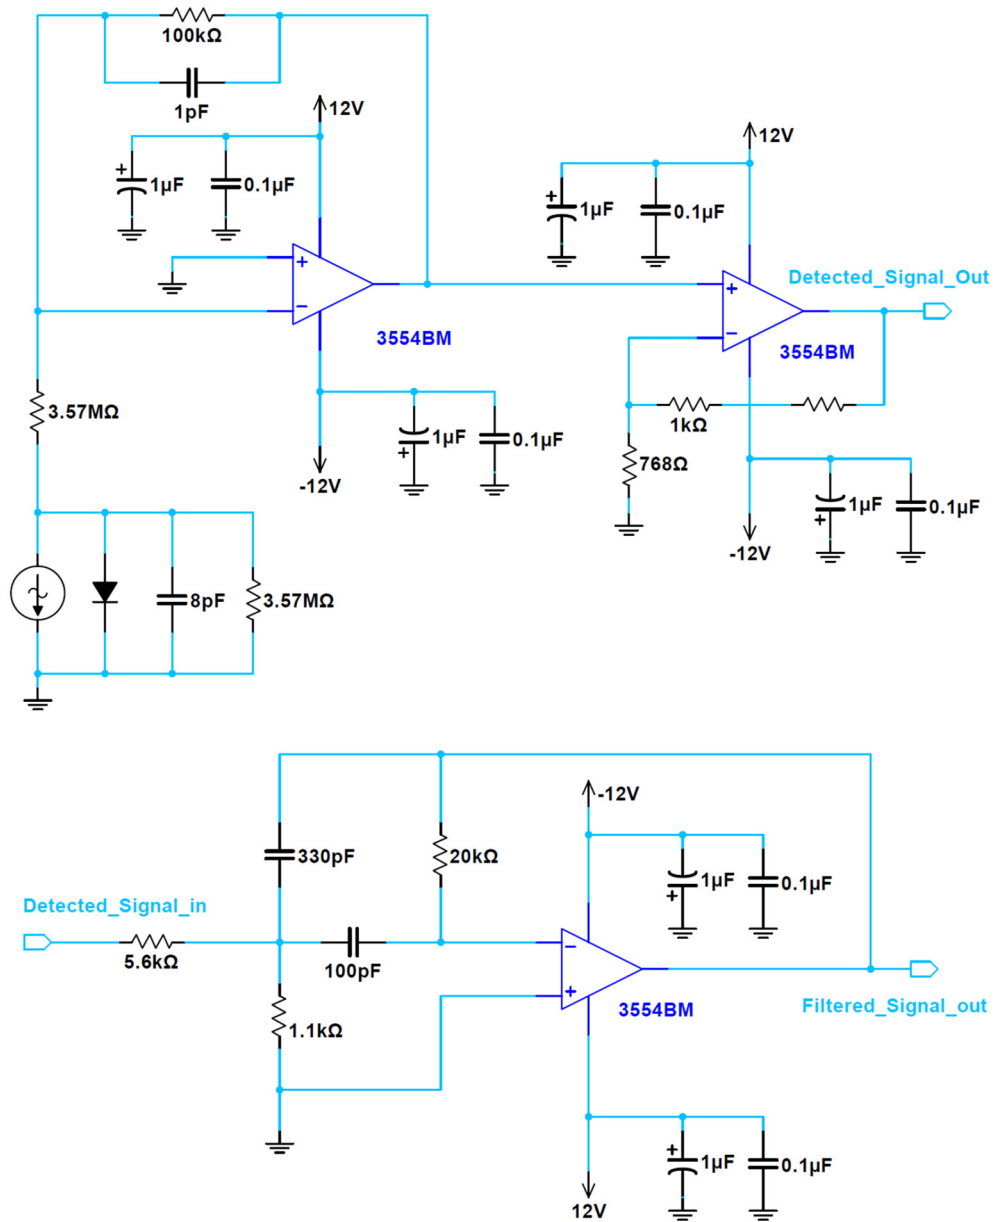 100kΩ
1pF
12V
1µF
0.1µF
12V
1µF
0.1µF
+
−
3554BM
Detected_Signal_Out
+
−
3554BM
3.57MΩ
1µF
0.1µF
-12V
1kΩ
768Ω
1µF
0.1µF
-12V
8pF
3.57MΩ
-12V
330pF
20kΩ
1µF
0.1µF
Detected_Signal_in
5.6kΩ
100pF
−
+
3554BM
Filtered_Signal_out
1.1kΩ
1µF
0.1µF
12V